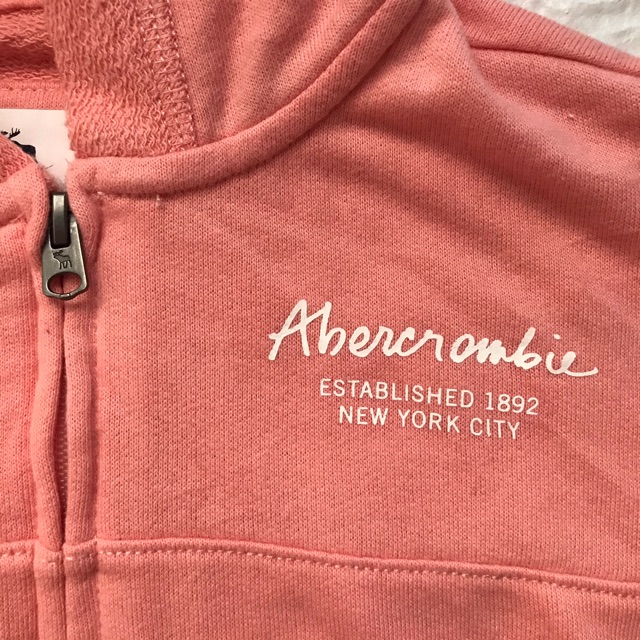 Abercrombie
ESTABLISHED 1892
NEW YORK CITY